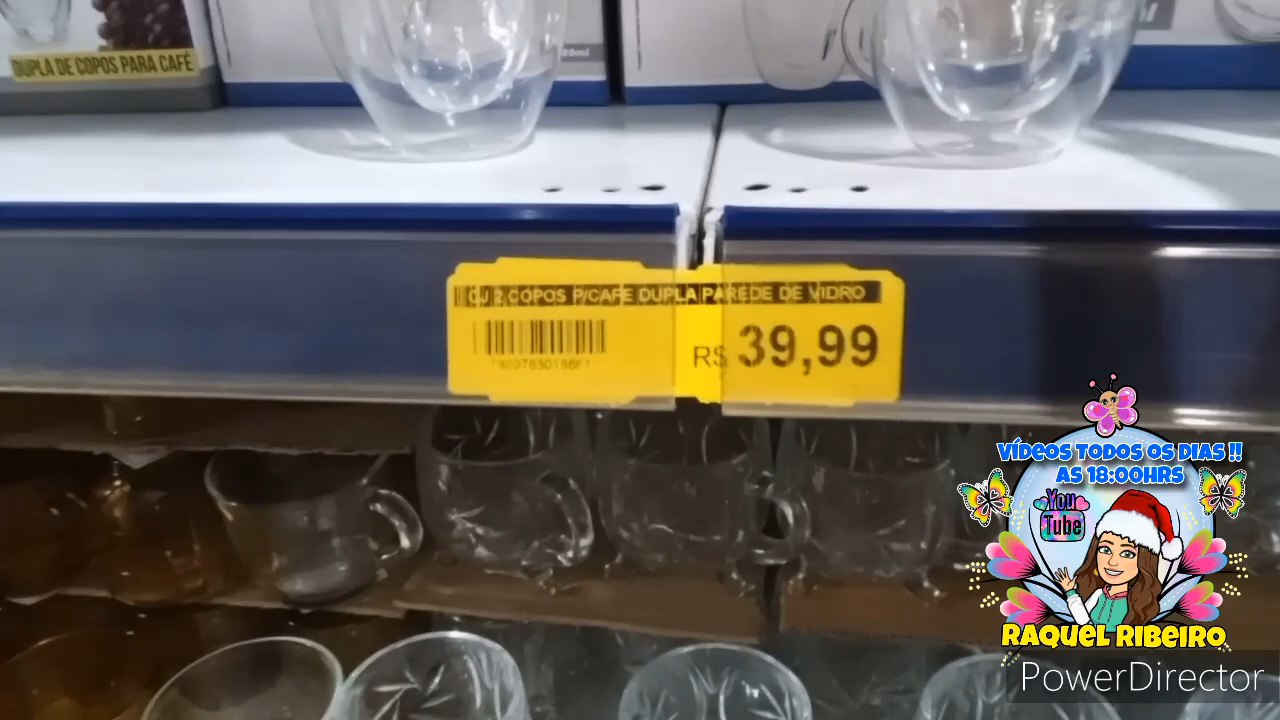 DUPLA DE COPOS PARA CAFÉ
CJ 2 COPOS P/CAFE DUPLA PAREDE DE VIDRO
R$ 39,99
VÍDEOS TODOS OS DIAS !!
AS 18:00HRS
You
Tube
RAQUEL RIBEIRO
PowerDirector